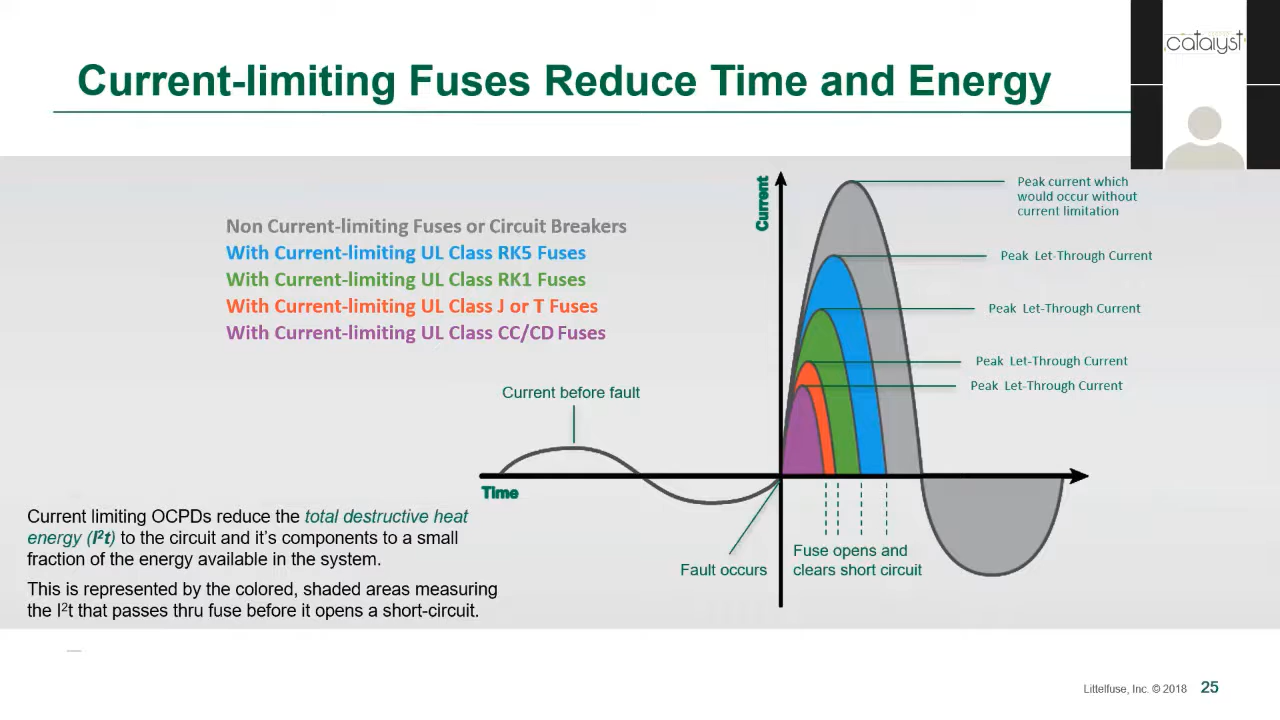 Current-limiting Fuses Reduce Time and Energy
catalyst
Current
Peak current which
would occur without
current limitation
Non Current-limiting Fuses or Circuit Breakers
With Current-limiting UL Class RK5 Fuses
With Current-limiting UL Class RK1 Fuses
With Current-limiting UL Class J or T Fuses
With Current-limiting UL Class CC/CD Fuses
Peak Let-Through Current
Peak Let-Through Current
Peak Let-Through Current
Peak Let-Through Current
Current before fault
Time
Current limiting OCPDs reduce the total destructive heat
energy (I²t) to the circuit and it's components to a small
fraction of the energy available in the system.
This is represented by the colored, shaded areas measuring
the I²t that passes thru fuse before it opens a short-circuit.
Fault occurs
Fuse opens and
clears short circuit
Littelfuse, Inc. © 2018 25